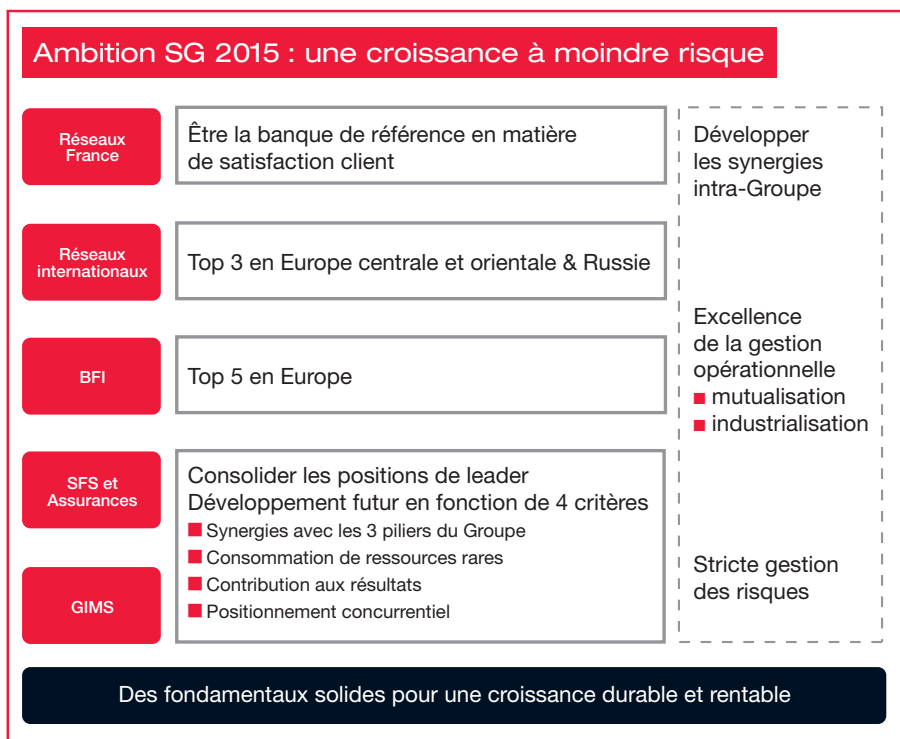 Ambition SG 2015 : une croissance à moindre risque
Réseaux
France
Être la banque de référence en matière
de satisfaction client
Réseaux
internationaux
Top 3 en Europe centrale et orientale & Russie
BFI
Top 5 en Europe
SFS et
Assurances
GIMS
Consolider les positions de leader
Développement futur en fonction de 4 critères
■ Synergies avec les 3 piliers du Groupe
■ Consommation de ressources rares
■ Contribution aux résultats
■ Positionnement concurrentiel
Développer
les synergies
intra-Groupe
Excellence
de la gestion
opérationnelle
■ mutualisation
■ industrialisation
Stricte gestion
des risques
Des fondamentaux solides pour une croissance durable et rentable